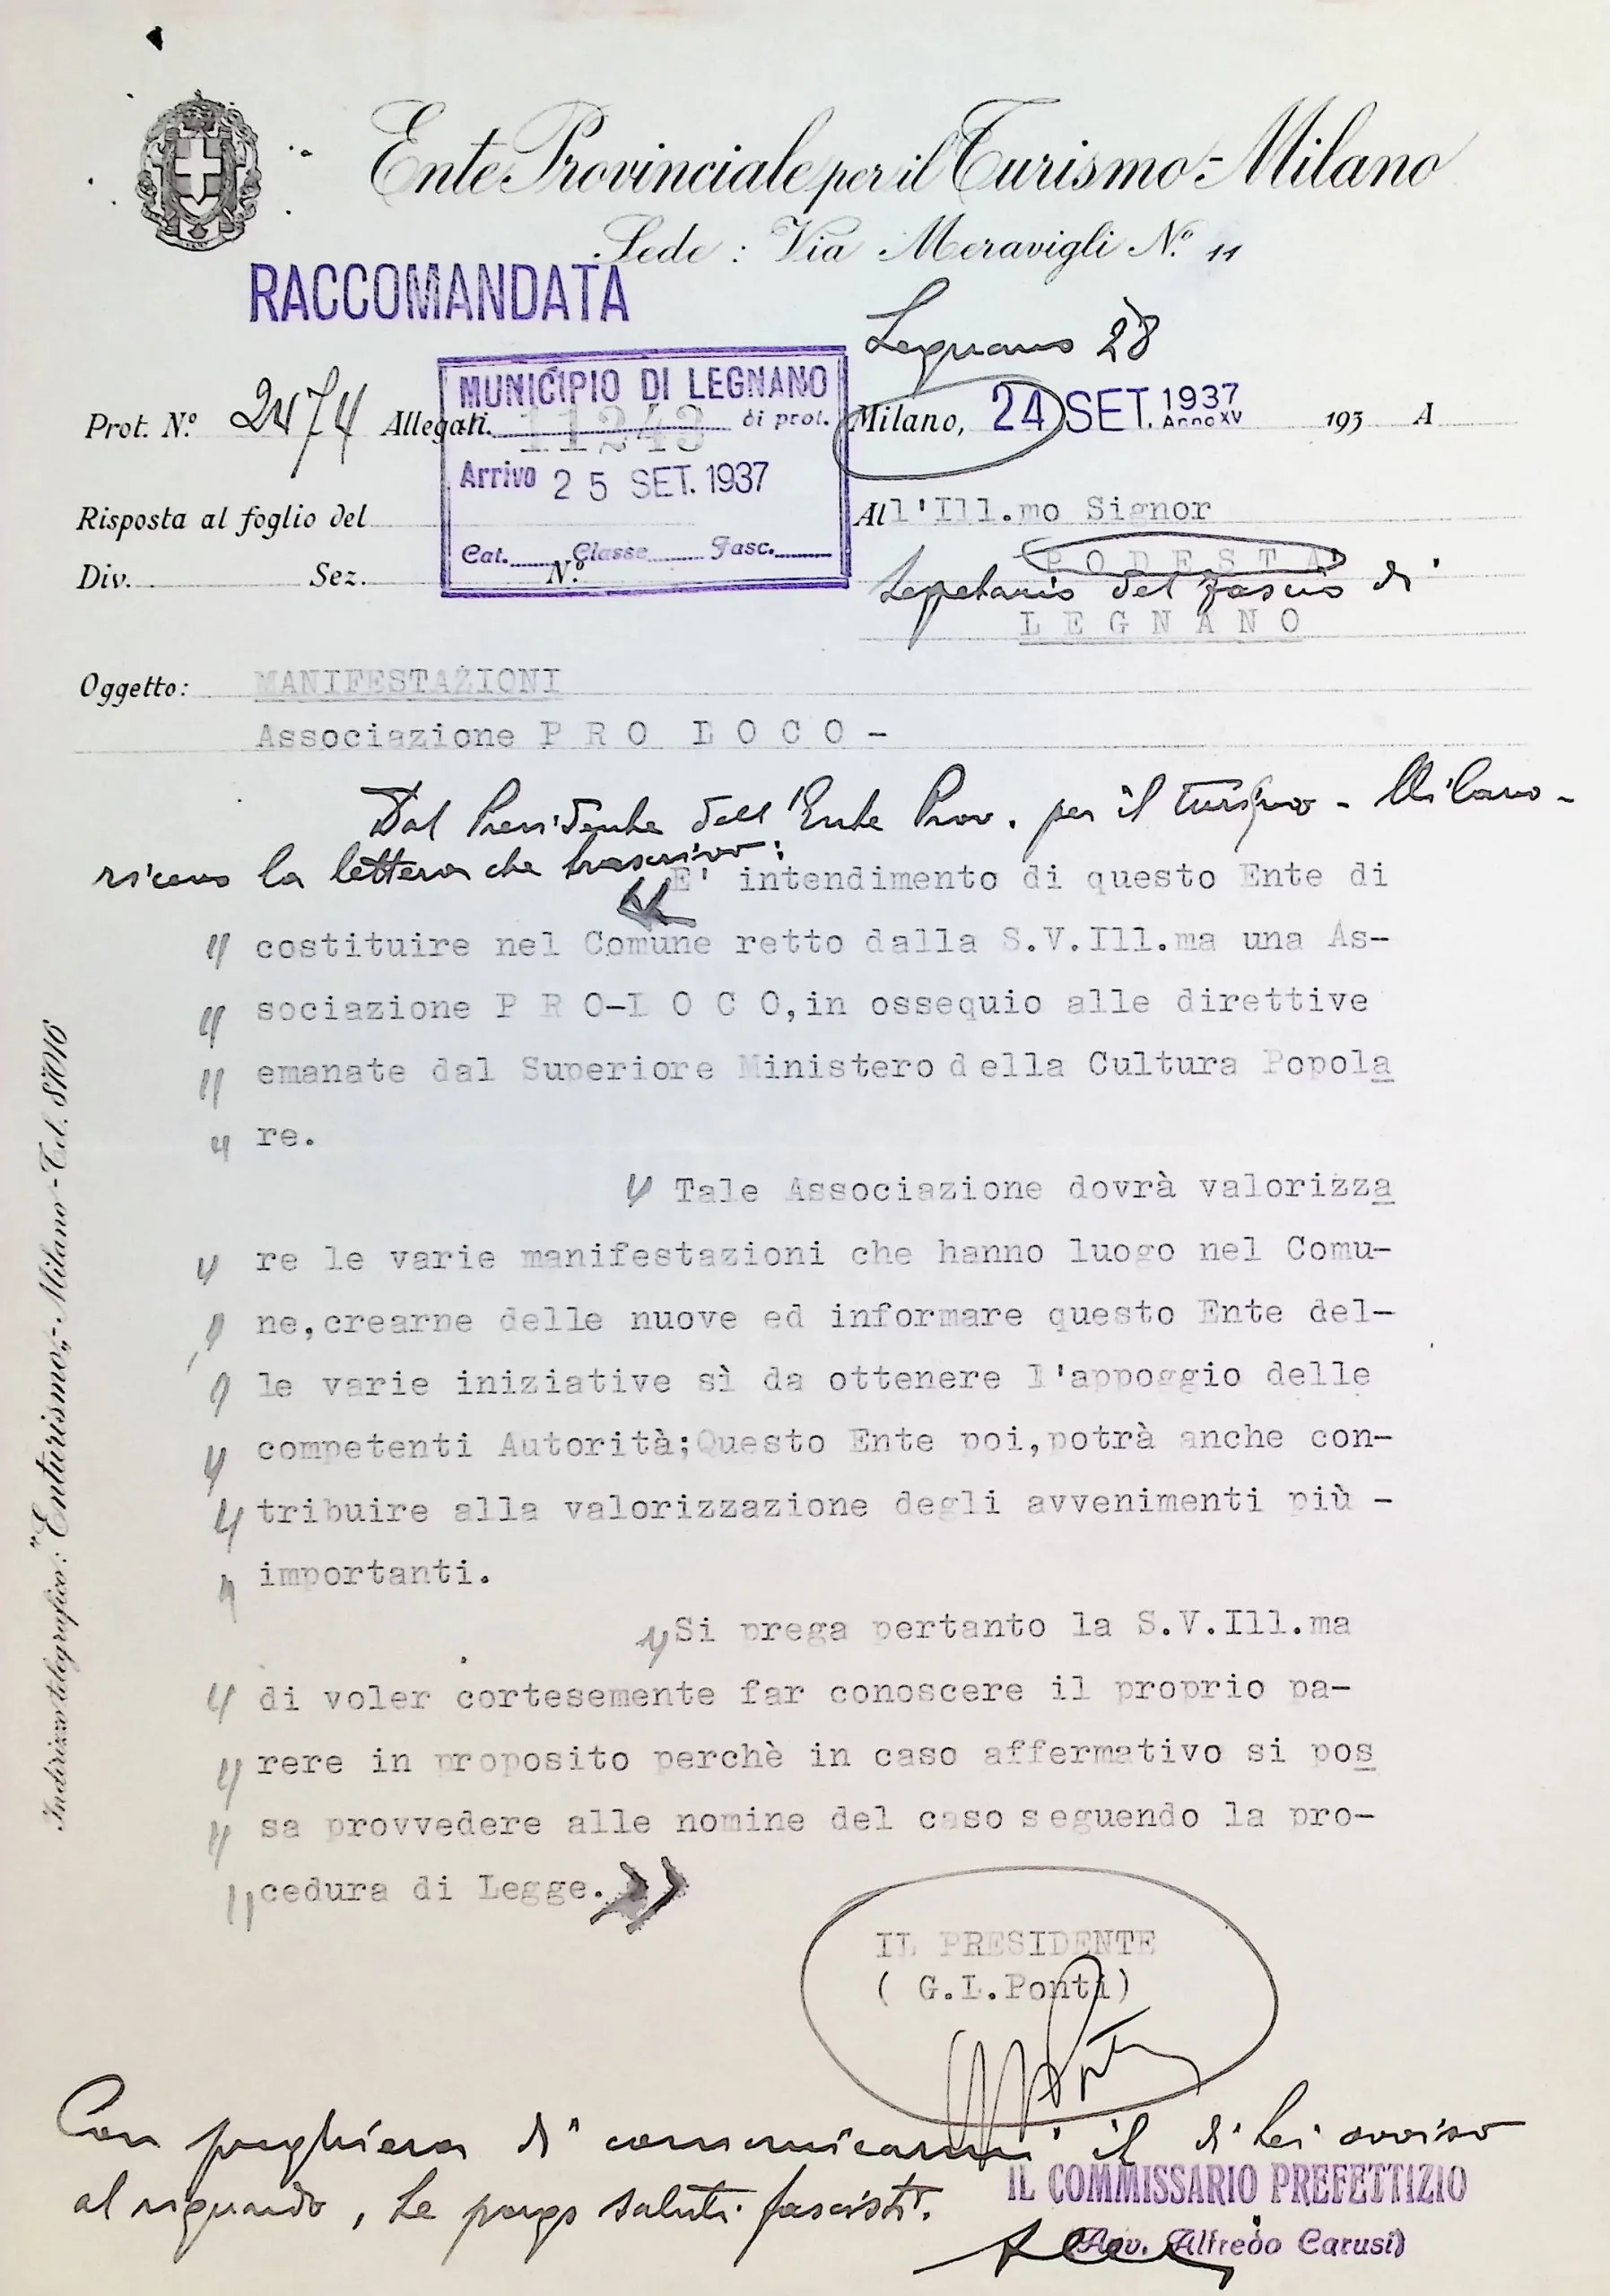 Ente Provinciale per il Turismo - Milano
Sede : Via Meravigli N.º 11
RACCOMANDATA
Legnano 28
Prot. N.º 2474 Allegati
MUNICIPIO DI LEGNANO
11243 di prot.
Arrivo 25 SET. 1937
Cat. Classe Fasc.
Milano, 24 SET. 1937 Anno XV 193 A
Risposta al foglio del
Div. Sez. N.º
All'Ill.mo Signor
PODESTA'
Segretario del fascio di
LEGNANO
Oggetto: MANIFESTAZIONI
Associazione PRO LOCO -
Dal Presidente dell'Ente Prov. per il turismo - Milano -
ricevo la lettera che trascrivo:
« E' intendimento di questo Ente di
" costituire nel Comune retto dalla S.V.Ill.ma una As-
" sociazione P R O-L O C O,in ossequio alle direttive
" emanate dal Superiore Ministero della Cultura Popola
" re.
" Tale Associazione dovrà valorizza
" re le varie manifestazioni che hanno luogo nel Comu-
" ne,crearne delle nuove ed informare questo Ente del-
" le varie iniziative sì da ottenere l'appoggio delle
" competenti Autorità;Questo Ente poi,potrà anche con-
" tribuire alla valorizzazione degli avvenimenti più -
" importanti.
" Si prega pertanto la S.V.Ill.ma
" di voler cortesemente far conoscere il proprio pa-
" rere in proposito perchè in caso affermativo si pos
" sa provvedere alle nomine del caso seguendo la pro-
" cedura di Legge. »
IL PRESIDENTE
( G.L.Ponti)
Con preghiera di comunicarmi il di Lei avviso
al riguardo, Le porgo saluti fascisti.
IL COMMISSARIO PREFETTIZIO
(Avv. Alfredo Carusi)
Indirizzo telegrafico: "Enturismo„ - Milano - Tel. 87016